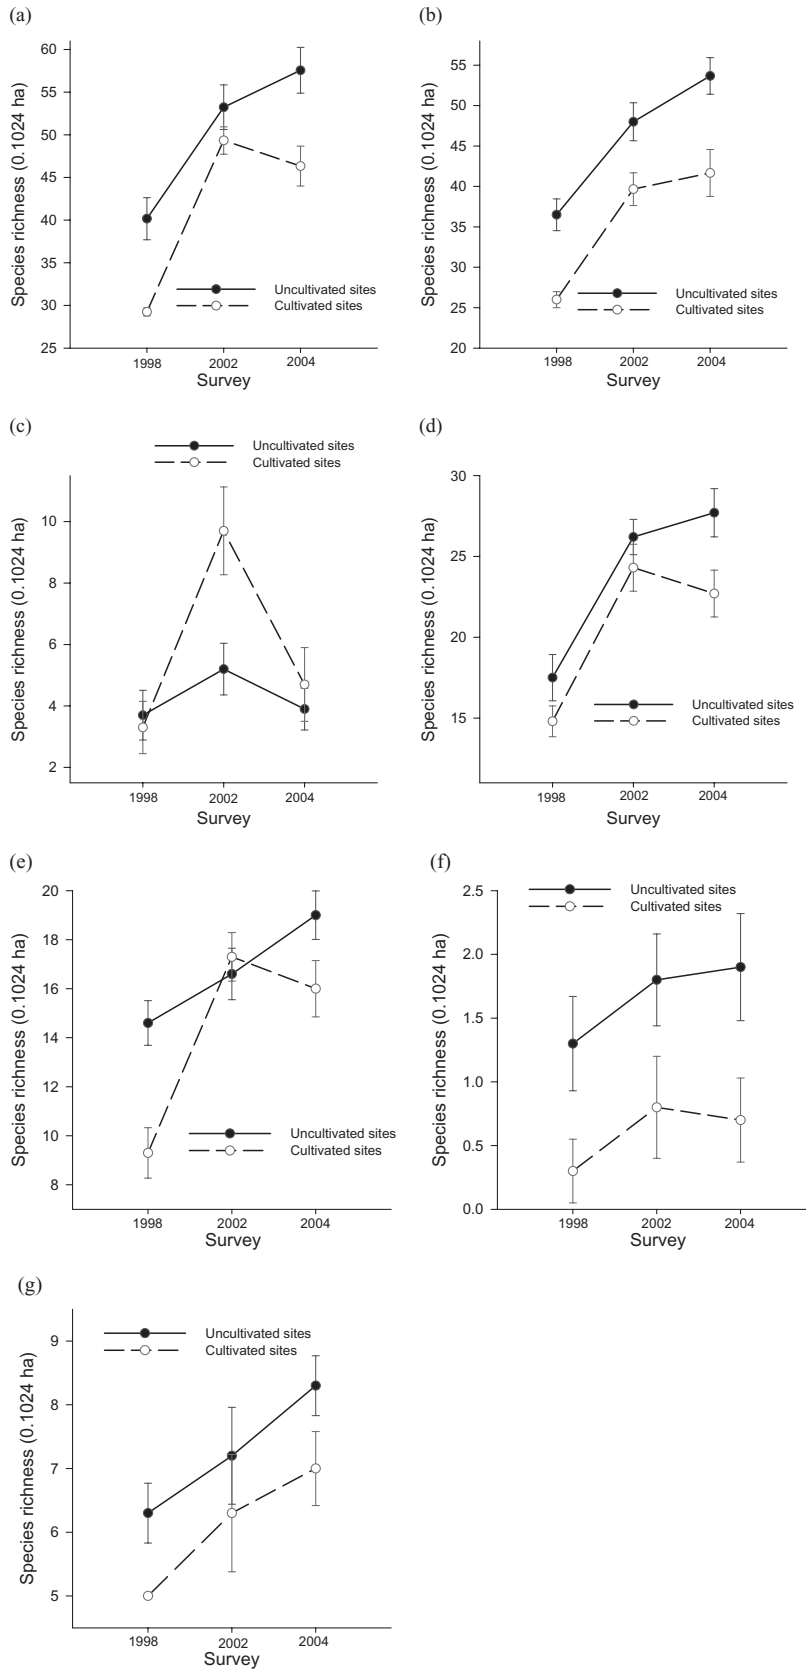 (a)
Species richness (0.1024 ha)
60
55
50
45
40
35
30
25
Uncultivated sites
Cultivated sites
1998 2002 2004
Survey
(b)
Species richness (0.1024 ha)
55
50
45
40
35
30
25
20
Uncultivated sites
Cultivated sites
1998 2002 2004
Survey
(c)
Uncultivated sites
Cultivated sites
Species richness (0.1024 ha)
10
8
6
4
2
1998 2002 2004
Survey
(d)
Species richness (0.1024 ha)
30
25
20
15
Uncultivated sites
Cultivated sites
1998 2002 2004
Survey
(e)
Species richness (0.1024 ha)
20
18
16
14
12
10
8
Uncultivated sites
Cultivated sites
1998 2002 2004
Survey
(f)
Uncultivated sites
Cultivated sites
Species richness (0.1024 ha)
2.5
2.0
1.5
1.0
0.5
0.0
1998 2002 2004
Survey
(g)
Uncultivated sites
Cultivated sites
Species richness (0.1024 ha)
9
8
7
6
5
1998 2002 2004
Survey